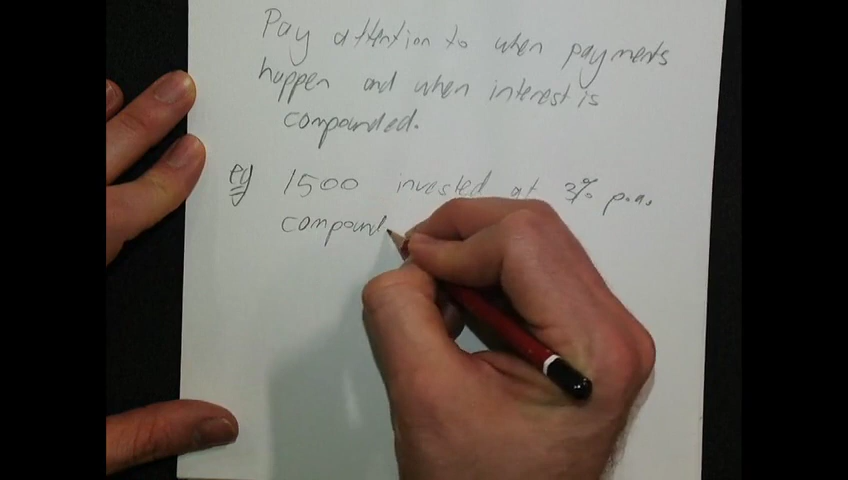 Pay attention to when payments
happen and when interest is
compounded.
eg 1500 invested at 3% p.a.
compound